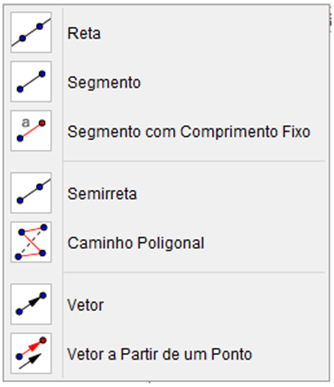 Reta
Segmento
a
Segmento com Comprimento Fixo
Semirreta
Caminho Poligonal
Vetor
Vetor a Partir de um Ponto